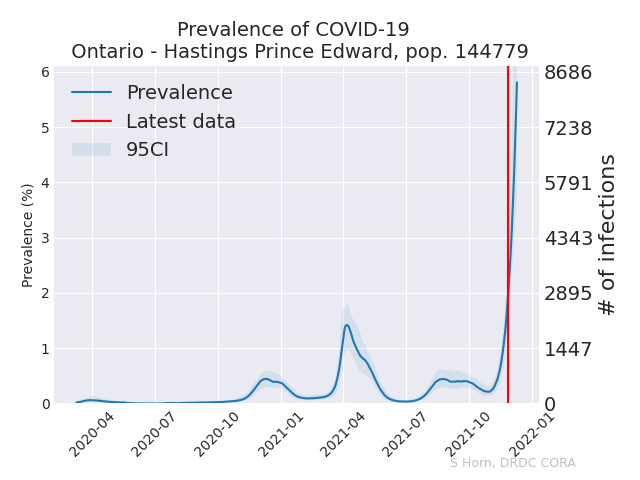 Prevalence of COVID-19
Ontario - Hastings Prince Edward, pop. 144779
Prevalence
Latest data
95CI
Prevalence (%)
6
5
4
3
2
1
0
8686
7238
5791
4343
2895
1447
0
# of infections
2020-04
2020-07
2020-10
2021-01
2021-04
2021-07
2021-10
2022-01
S Horn, DRDC CORA